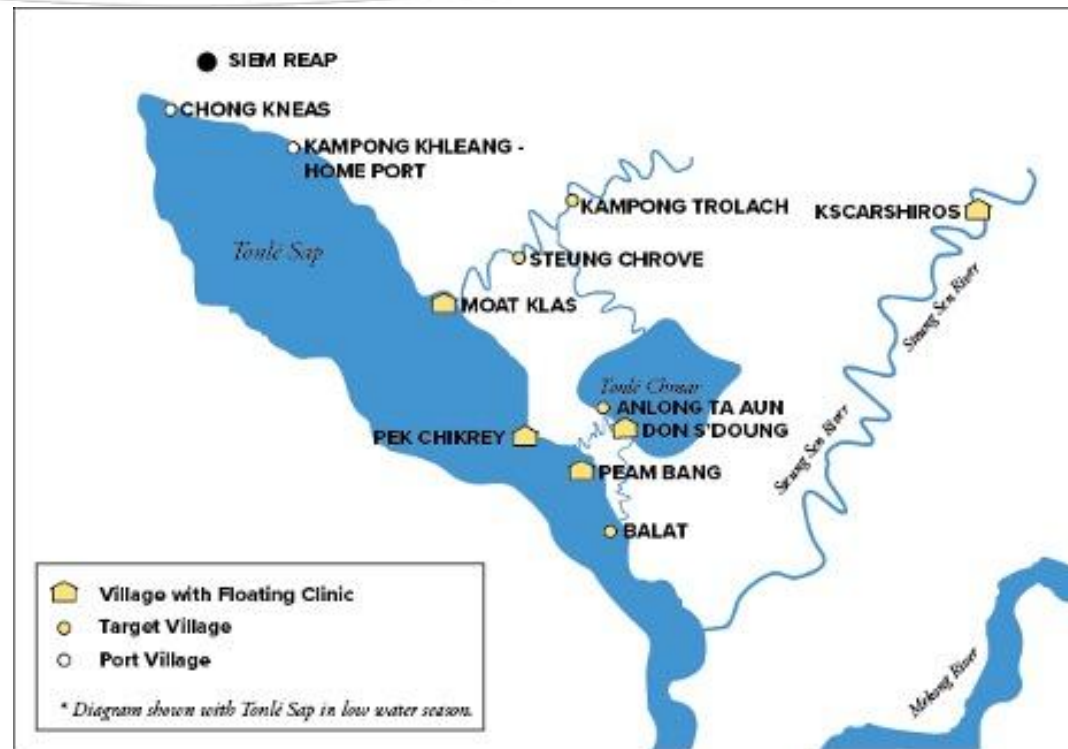 SIEM REAP
CHONG KNEAS
KAMPONG KHLEANG -
HOME PORT
KAMPONG TROLACH
KSCARSHIROS
Tonlé Sap
STEUNG CHROVE
Steung Sen River
MOAT KLAS
Tonlé Chmar
ANLONG TA AUN
PEK CHIKREY
DON S'DOUNG
Steung Sen River
PEAM BANG
BALAT
Village with Floating Clinic
Target Village
Port Village
* Diagram shown with Tonlé Sap in low water season.
Mekong River